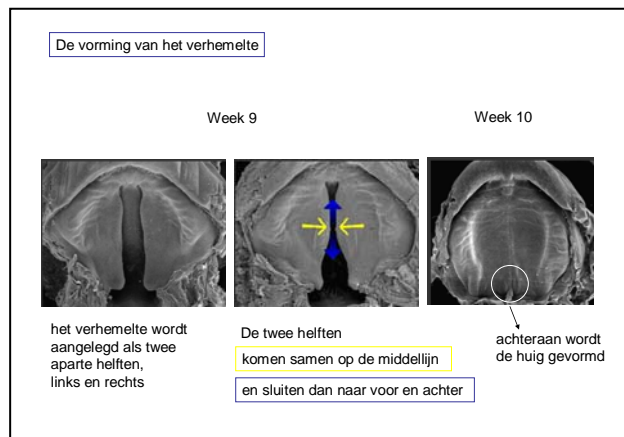 De vorming van het verhemelte
Week 9
Week 10
het verhemelte wordt
aangelegd als twee
aparte helften,
links en rechts
De twee helften
komen samen op de middellijn
en sluiten dan naar voor en achter
achteraan wordt
de huig gevormd